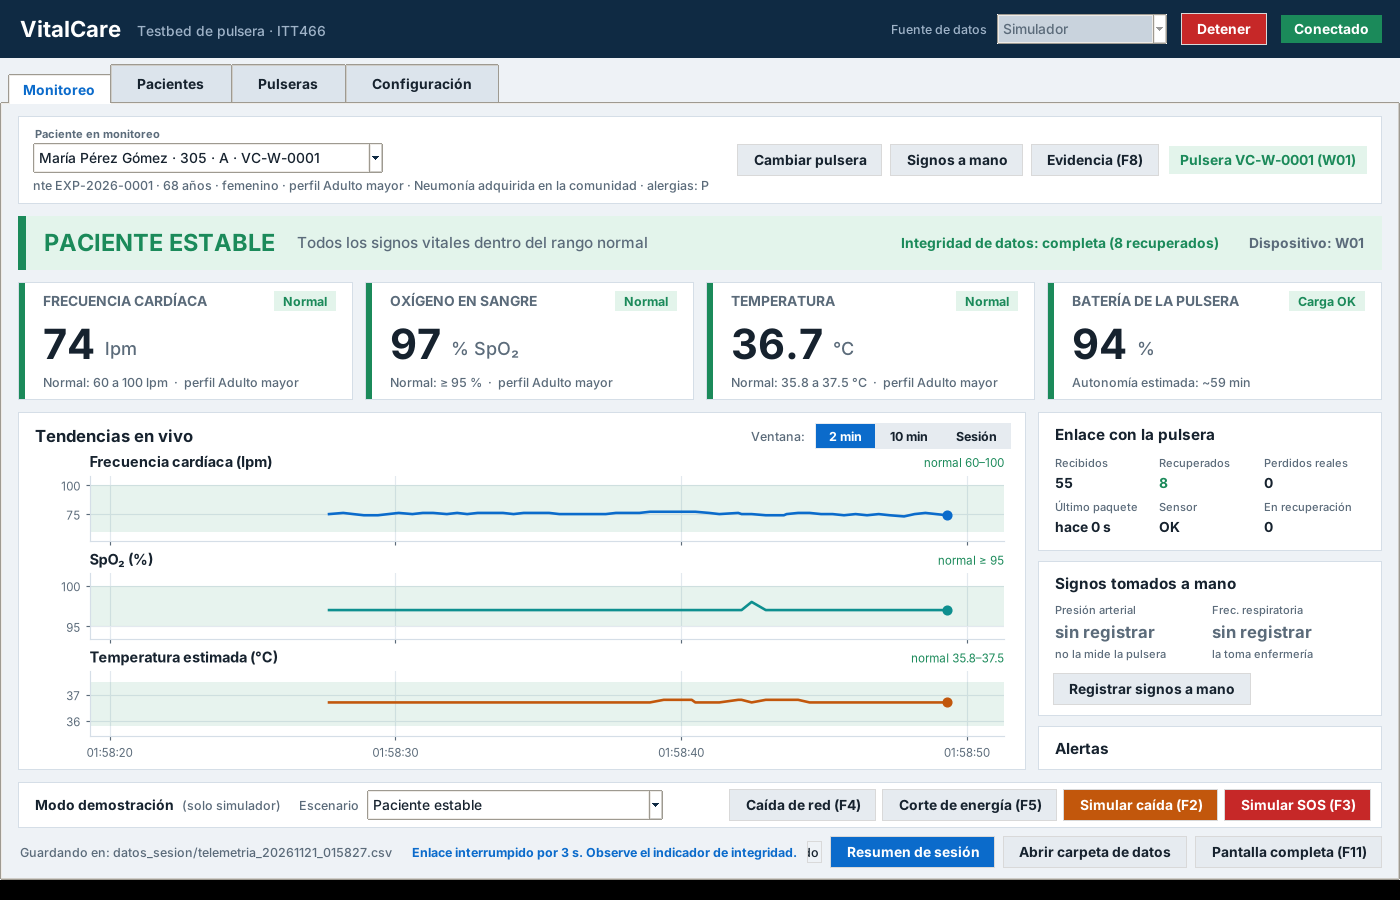 VitalCare Testbed de pulsera · ITT466 Fuente de datos Simulador Detener Conectado
Monitoreo Pacientes Pulseras Configuración
Paciente en monitoreo
María Pérez Gómez · 305 · A · VC-W-0001 Cambiar pulsera Signos a mano Evidencia (F8) Pulsera VC-W-0001 (W01)
nte EXP-2026-0001 · 68 años · femenino · perfil Adulto mayor · Neumonía adquirida en la comunidad · alergias: P
PACIENTE ESTABLE Todos los signos vitales dentro del rango normal Integridad de datos: completa (8 recuperados) Dispositivo: W01
FRECUENCIA CARDÍACA Normal
74 lpm
Normal: 60 a 100 lpm · perfil Adulto mayor
OXÍGENO EN SANGRE Normal
97 % SpO₂
Normal: ≥ 95 % · perfil Adulto mayor
TEMPERATURA Normal
36.7 °C
Normal: 35.8 a 37.5 °C · perfil Adulto mayor
BATERÍA DE LA PULSERA Carga OK
94 %
Autonomía estimada: ~59 min
Tendencias en vivo Ventana: 2 min 10 min Sesión
Frecuencia cardíaca (lpm) normal 60–100
100
75
SpO₂ (%) normal ≥ 95
100
95
Temperatura estimada (°C) normal 35.8–37.5
37
36
01:58:20 01:58:30 01:58:40 01:58:50
Enlace con la pulsera
Recibidos Recuperados Perdidos reales
55 8 0
Último paquete Sensor En recuperación
hace 0 s OK 0
Signos tomados a mano
Presión arterial Frec. respiratoria
sin registrar sin registrar
no la mide la pulsera la toma enfermería
Registrar signos a mano
Alertas
Modo demostración (solo simulador) Escenario Paciente estable Caída de red (F4) Corte de energía (F5) Simular caída (F2) Simular SOS (F3)
Guardando en: datos_sesion/telemetria_20261121_015827.csv Enlace interrumpido por 3 s. Observe el indicador de integridad. lo Resumen de sesión Abrir carpeta de datos Pantalla completa (F11)